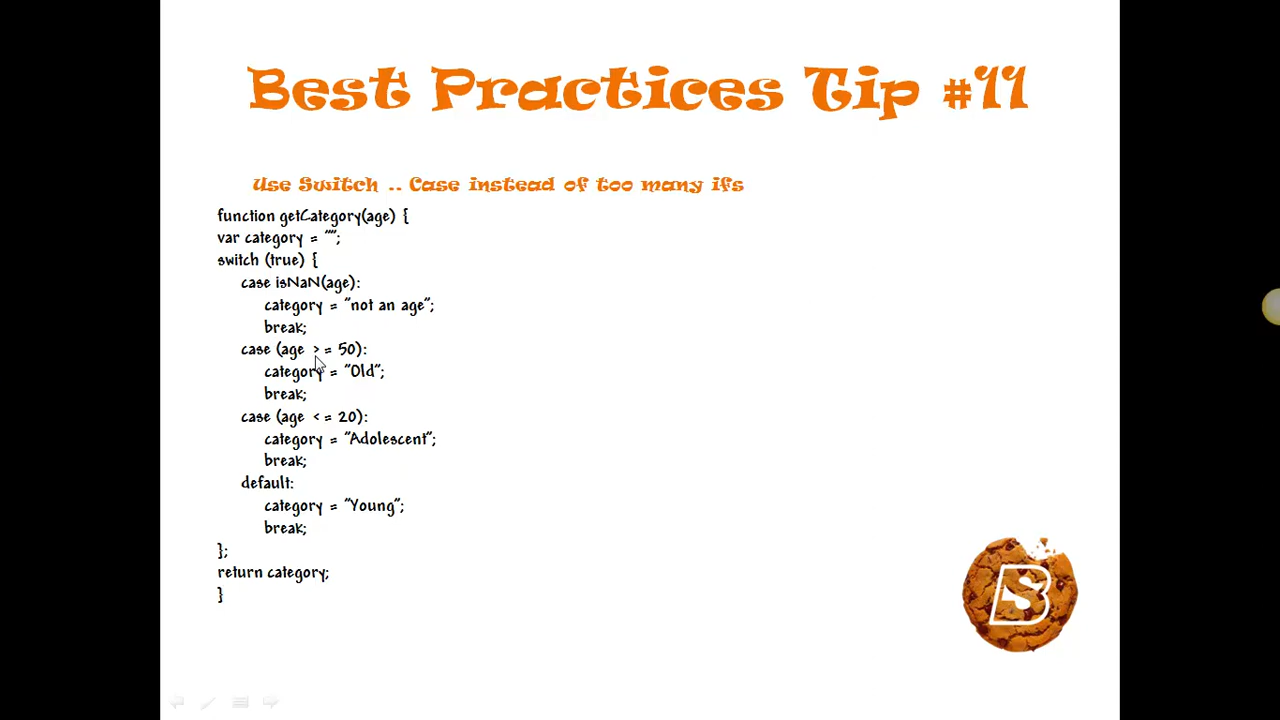 Best Practices Tip #11
Use Switch .. Case instead of too many ifs
function getCategory(age) {
var category = "";
switch (true) {
case isNaN(age):
category = "not an age";
break;
case (age >= 50):
category = "Old";
break;
case (age <= 20):
category = "Adolescent";
break;
default:
category = "Young";
break;
};
return category;
}
BS